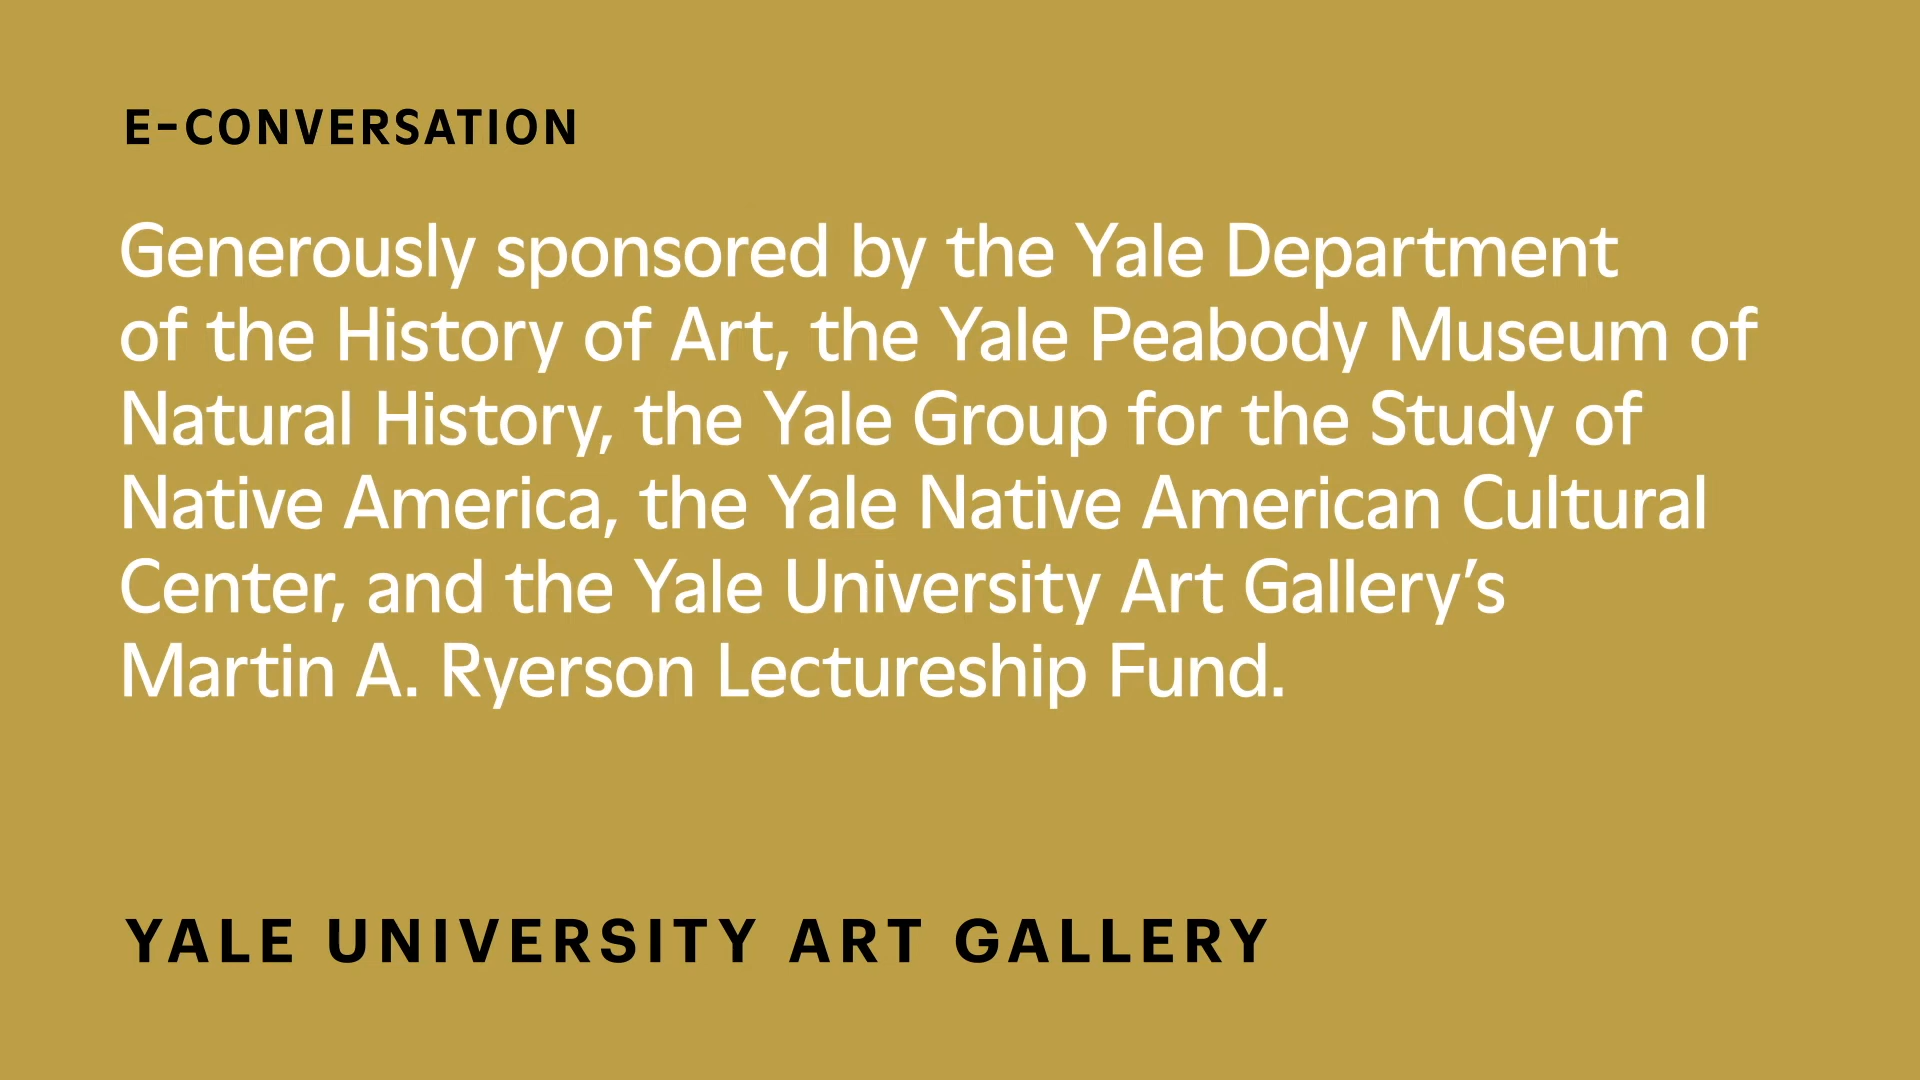 E-CONVERSATION
Generously sponsored by the Yale Department
of the History of Art, the Yale Peabody Museum of
Natural History, the Yale Group for the Study of
Native America, the Yale Native American Cultural
Center, and the Yale University Art Gallery’s
Martin A. Ryerson Lectureship Fund.
YALE UNIVERSITY ART GALLERY